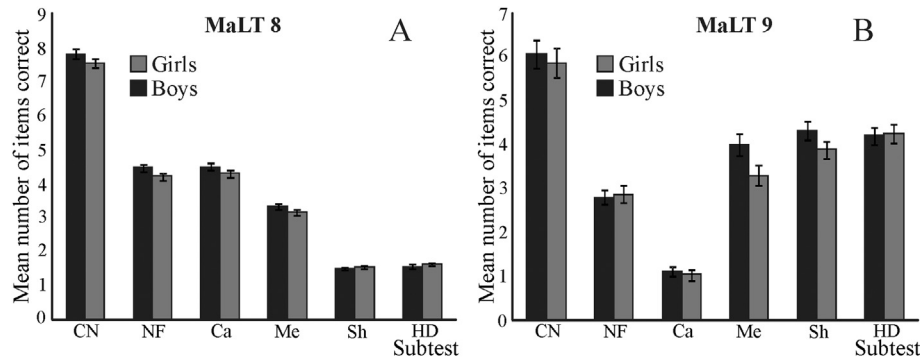 MaLT 8
A
Mean number of items correct
9
8
7
6
5
4
3
2
1
0
Girls
Boys
CN NF Ca Me Sh HD
Subtest
MaLT 9
B
Mean number of items correct
7
6
5
4
3
2
1
0
Girls
Boys
CN NF Ca Me Sh HD
Subtest